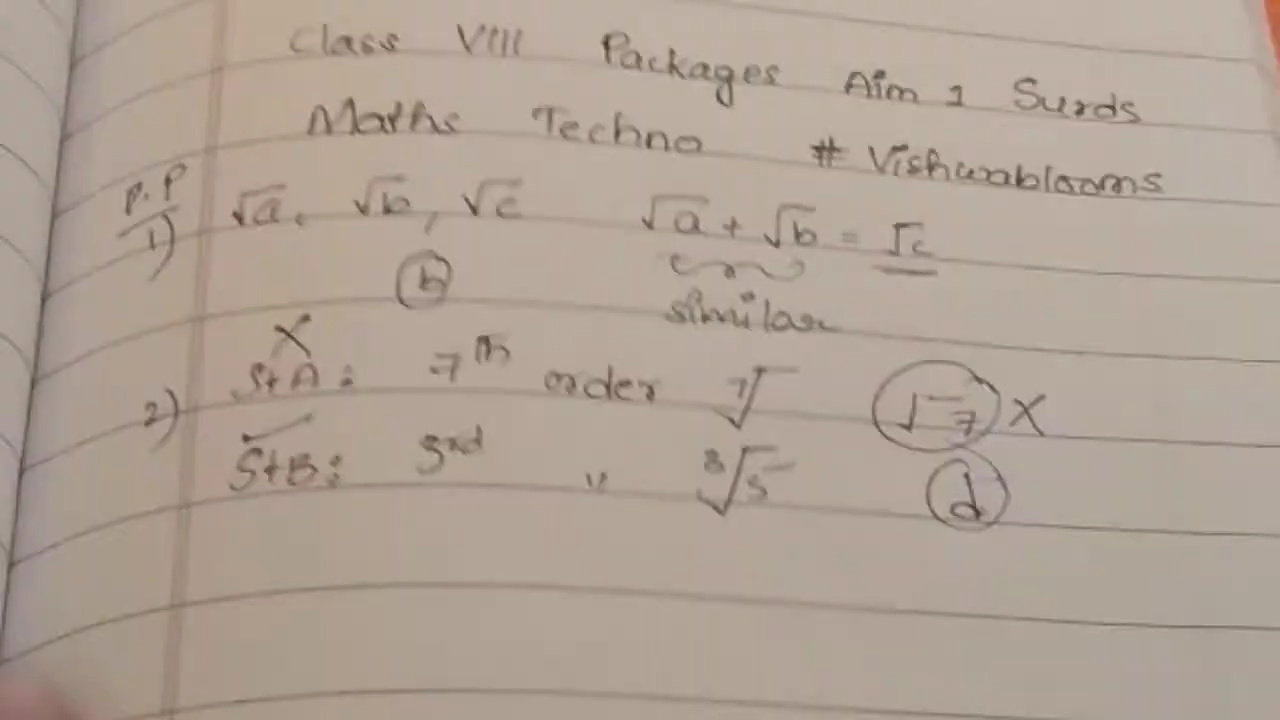 Class VIII Packages Aim 1 Surds
Maths Techno # Vishwablooms
P.P
1) √a, √b, √c √a + √b = √c
(b) similar
X
2) St A : 7th order ⁷√ √7 X
✓
St B : 3rd " ³√5 (d)